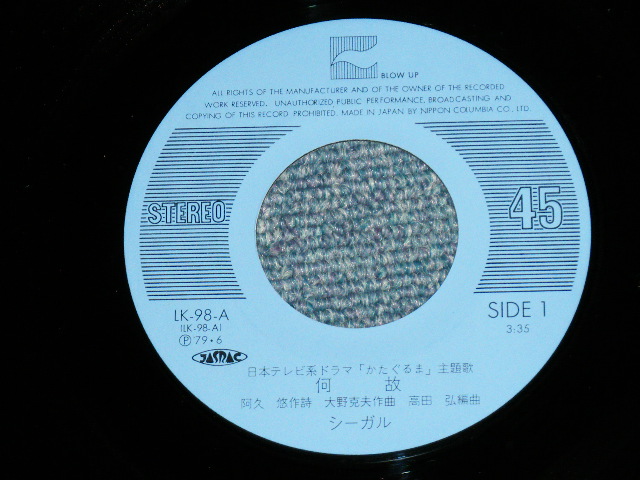 BLOW UP
ALL RIGHTS OF THE MANUFACTURER AND OF THE OWNER OF THE RECORDED
WORK RESERVED. UNAUTHORIZED PUBLIC PERFORMANCE, BROADCASTING AND
COPYING OF THIS RECORD PROHIBITED. MADE IN JAPAN BY NIPPON COLUMBIA CO., LTD.
STEREO
45
LK-98-A
(LK-98-A)
Ⓟ 79・6
JASRAC
SIDE 1
3:35
日本テレビ系ドラマ「かたぐるま」主題歌
何 故
阿久 悠作詩 大野克夫作曲 高田 弘編曲
シーガル